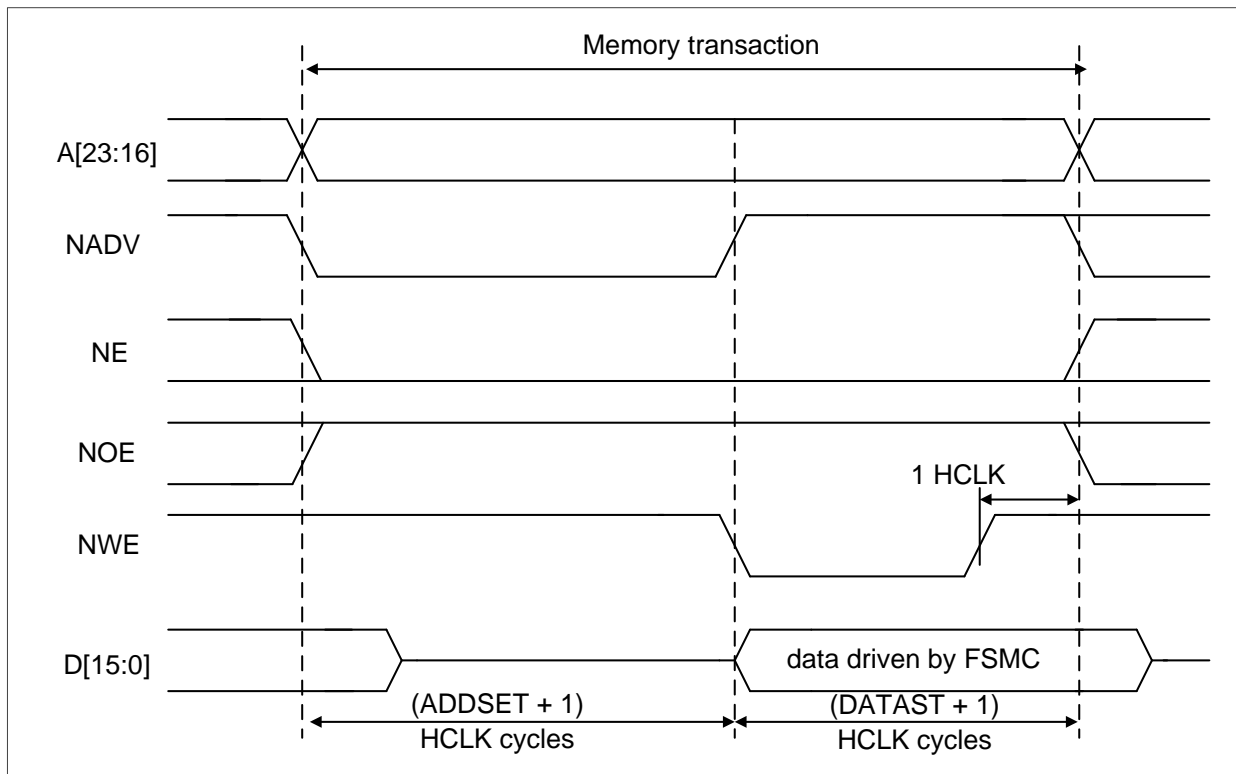 Memory transaction
A[23:16]
NADV
NE
NOE
1 HCLK
NWE
D[15:0]
data driven by FSMC
(ADDSET + 1)
HCLK cycles
(DATAST + 1)
HCLK cycles